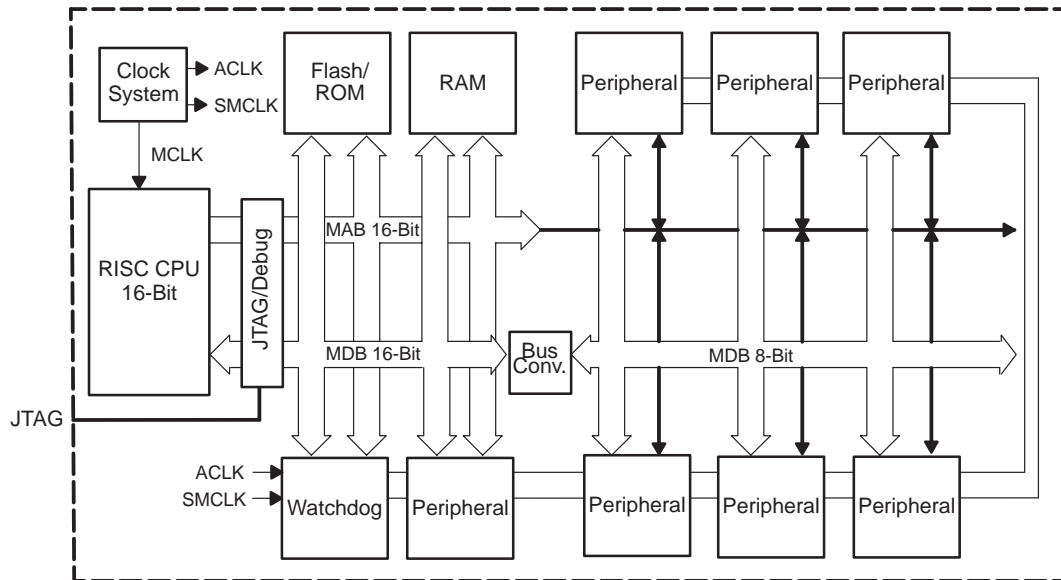 Clock
System
ACLK
SMCLK
MCLK
Flash/
ROM
RAM
Peripheral
Peripheral
Peripheral
RISC CPU
16-Bit
JTAG/Debug
MAB 16-Bit
MDB 16-Bit
Bus
Conv.
MDB 8-Bit
JTAG
ACLK
SMCLK
Watchdog
Peripheral
Peripheral
Peripheral
Peripheral